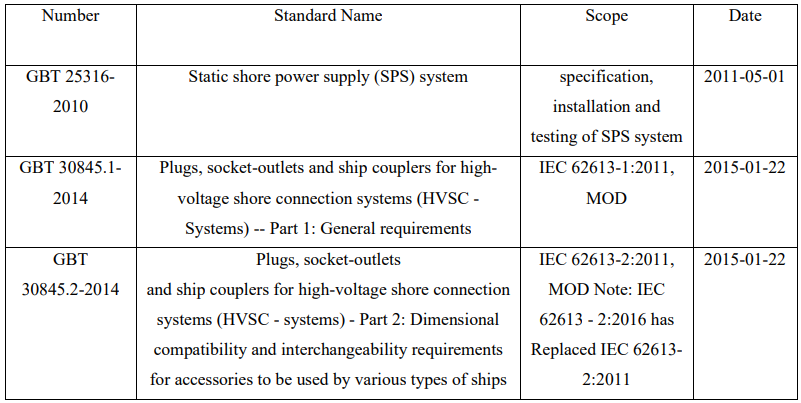 Number Standard Name Scope Date
GBT 25316- Static shore power supply (SPS) system specification, 2011-05-01
2010 installation and
testing of SPS system
GBT 30845.1- Plugs, socket-outlets and ship couplers for high- IEC 62613-1:2011, 2015-01-22
2014 voltage shore connection systems (HVSC - MOD
Systems) -- Part 1: General requirements
GBT Plugs, socket-outlets IEC 62613-2:2011, 2015-01-22
30845.2-2014 and ship couplers for high-voltage shore connection MOD Note: IEC
systems (HVSC - systems) - Part 2: Dimensional 62613 - 2:2016 has
compatibility and interchangeability requirements Replaced IEC 62613-
for accessories to be used by various types of ships 2:2011